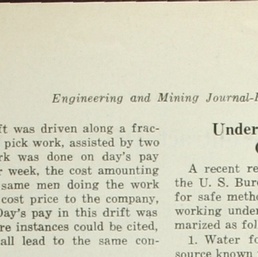 Engineering and Mining Journal-
ft was driven along a frac-
pick work, assisted by two
rk was done on day's pay
r week, the cost amounting
same men doing the work
cost price to the company,
Day's pay in this drift was
re instances could be cited,
all lead to the same con-
Under
A recent re
the U. S. Bur
for safe metho
working under
marized as fol
1. Water fo
source known